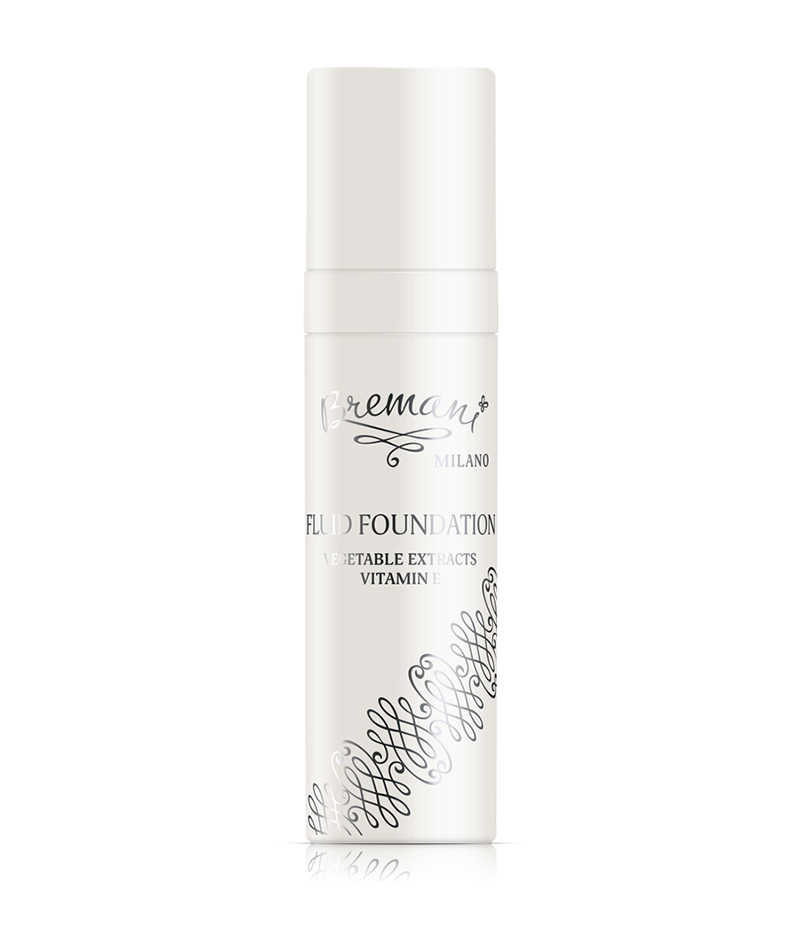 Bremani
MILANO
FLUID FOUNDATION
VEGETABLE EXTRACTS
VITAMIN E